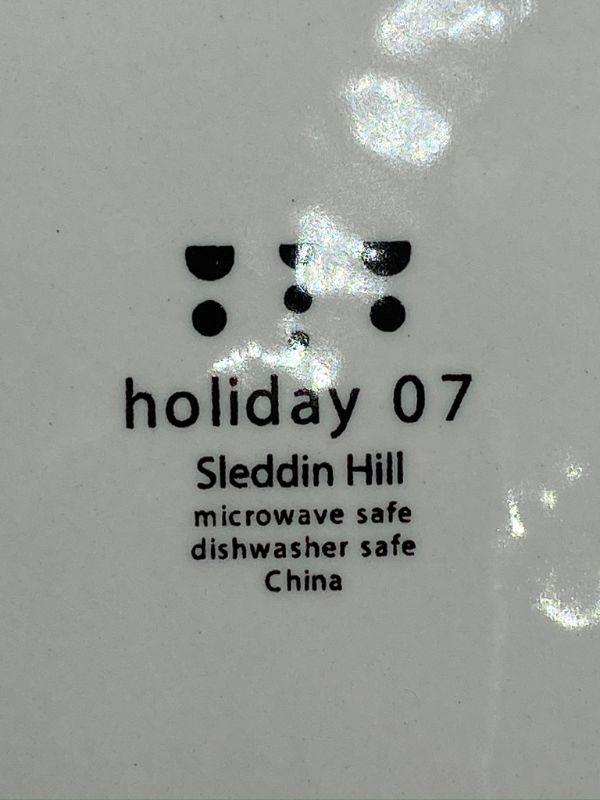 holiday 07
Sleddin Hill
microwave safe
dishwasher safe
China